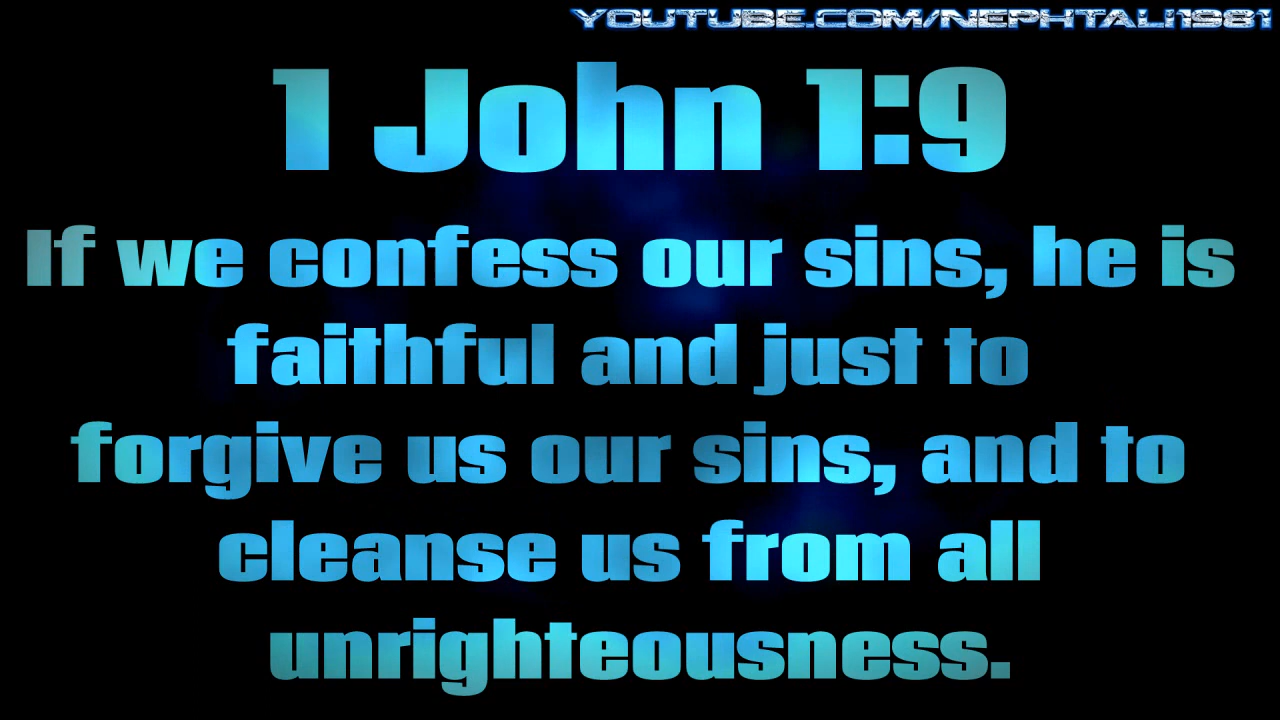 YOUTUBE.COM/NEPHTALI1981
1 John 1:9
If we confess our sins, he is
faithful and just to
forgive us our sins, and to
cleanse us from all
unrighteousness.